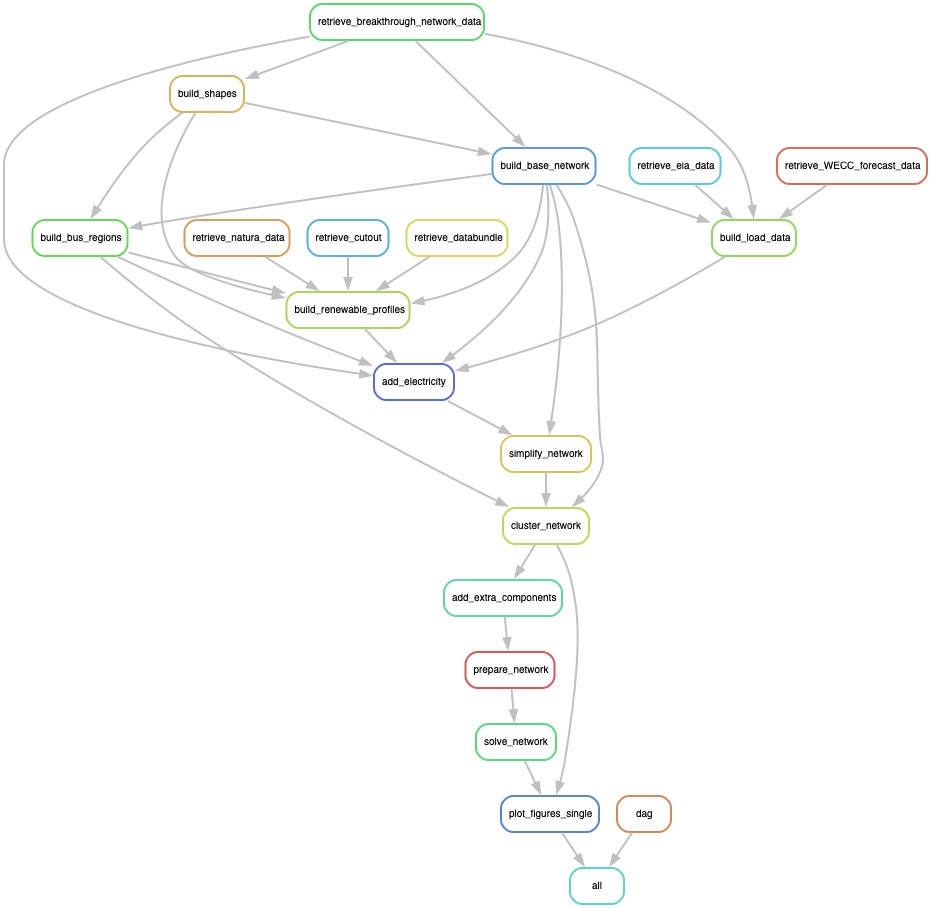 retrieve_breakthrough_network_data
build_shapes
build_base_network
retrieve_eia_data
retrieve_WECC_forecast_data
build_bus_regions
retrieve_natura_data
retrieve_cutout
retrieve_databundle
build_load_data
build_renewable_profiles
add_electricity
simplify_network
cluster_network
add_extra_components
prepare_network
solve_network
plot_figures_single
dag
all